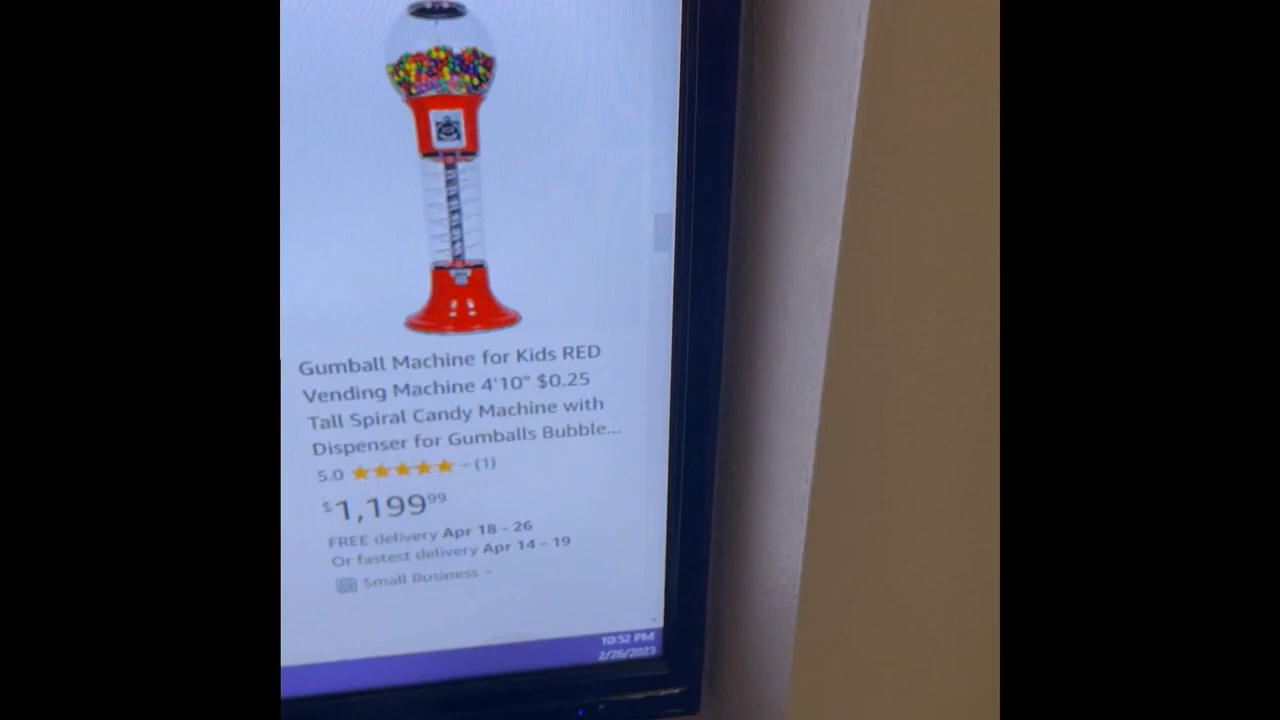 Gumball Machine for Kids RED
Vending Machine 4'10" $0.25
Tall Spiral Candy Machine with
Dispenser for Gumballs Bubble...
5.0 (1)
$1,19999
FREE delivery Apr 18 - 26
Or fastest delivery Apr 14 - 19
Small Business
10:52 PM
2/26/2023